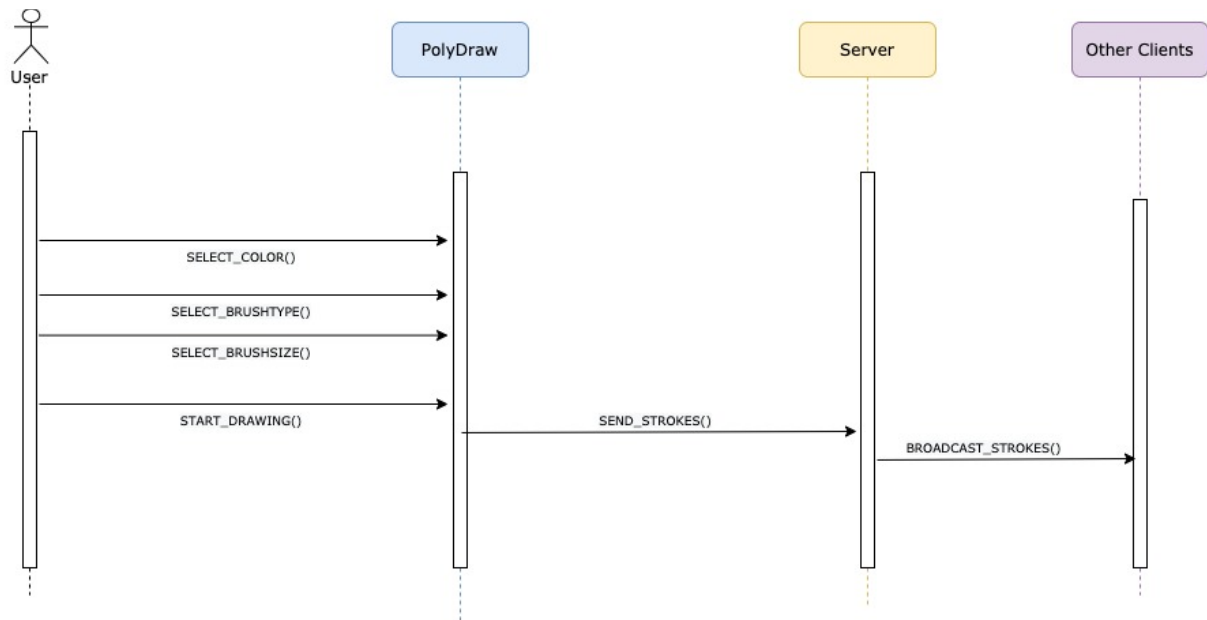 User
PolyDraw
Server
Other Clients
SELECT_COLOR()
SELECT_BRUSHTYPE()
SELECT_BRUSHSIZE()
START_DRAWING()
SEND_STROKES()
BROADCAST_STROKES()